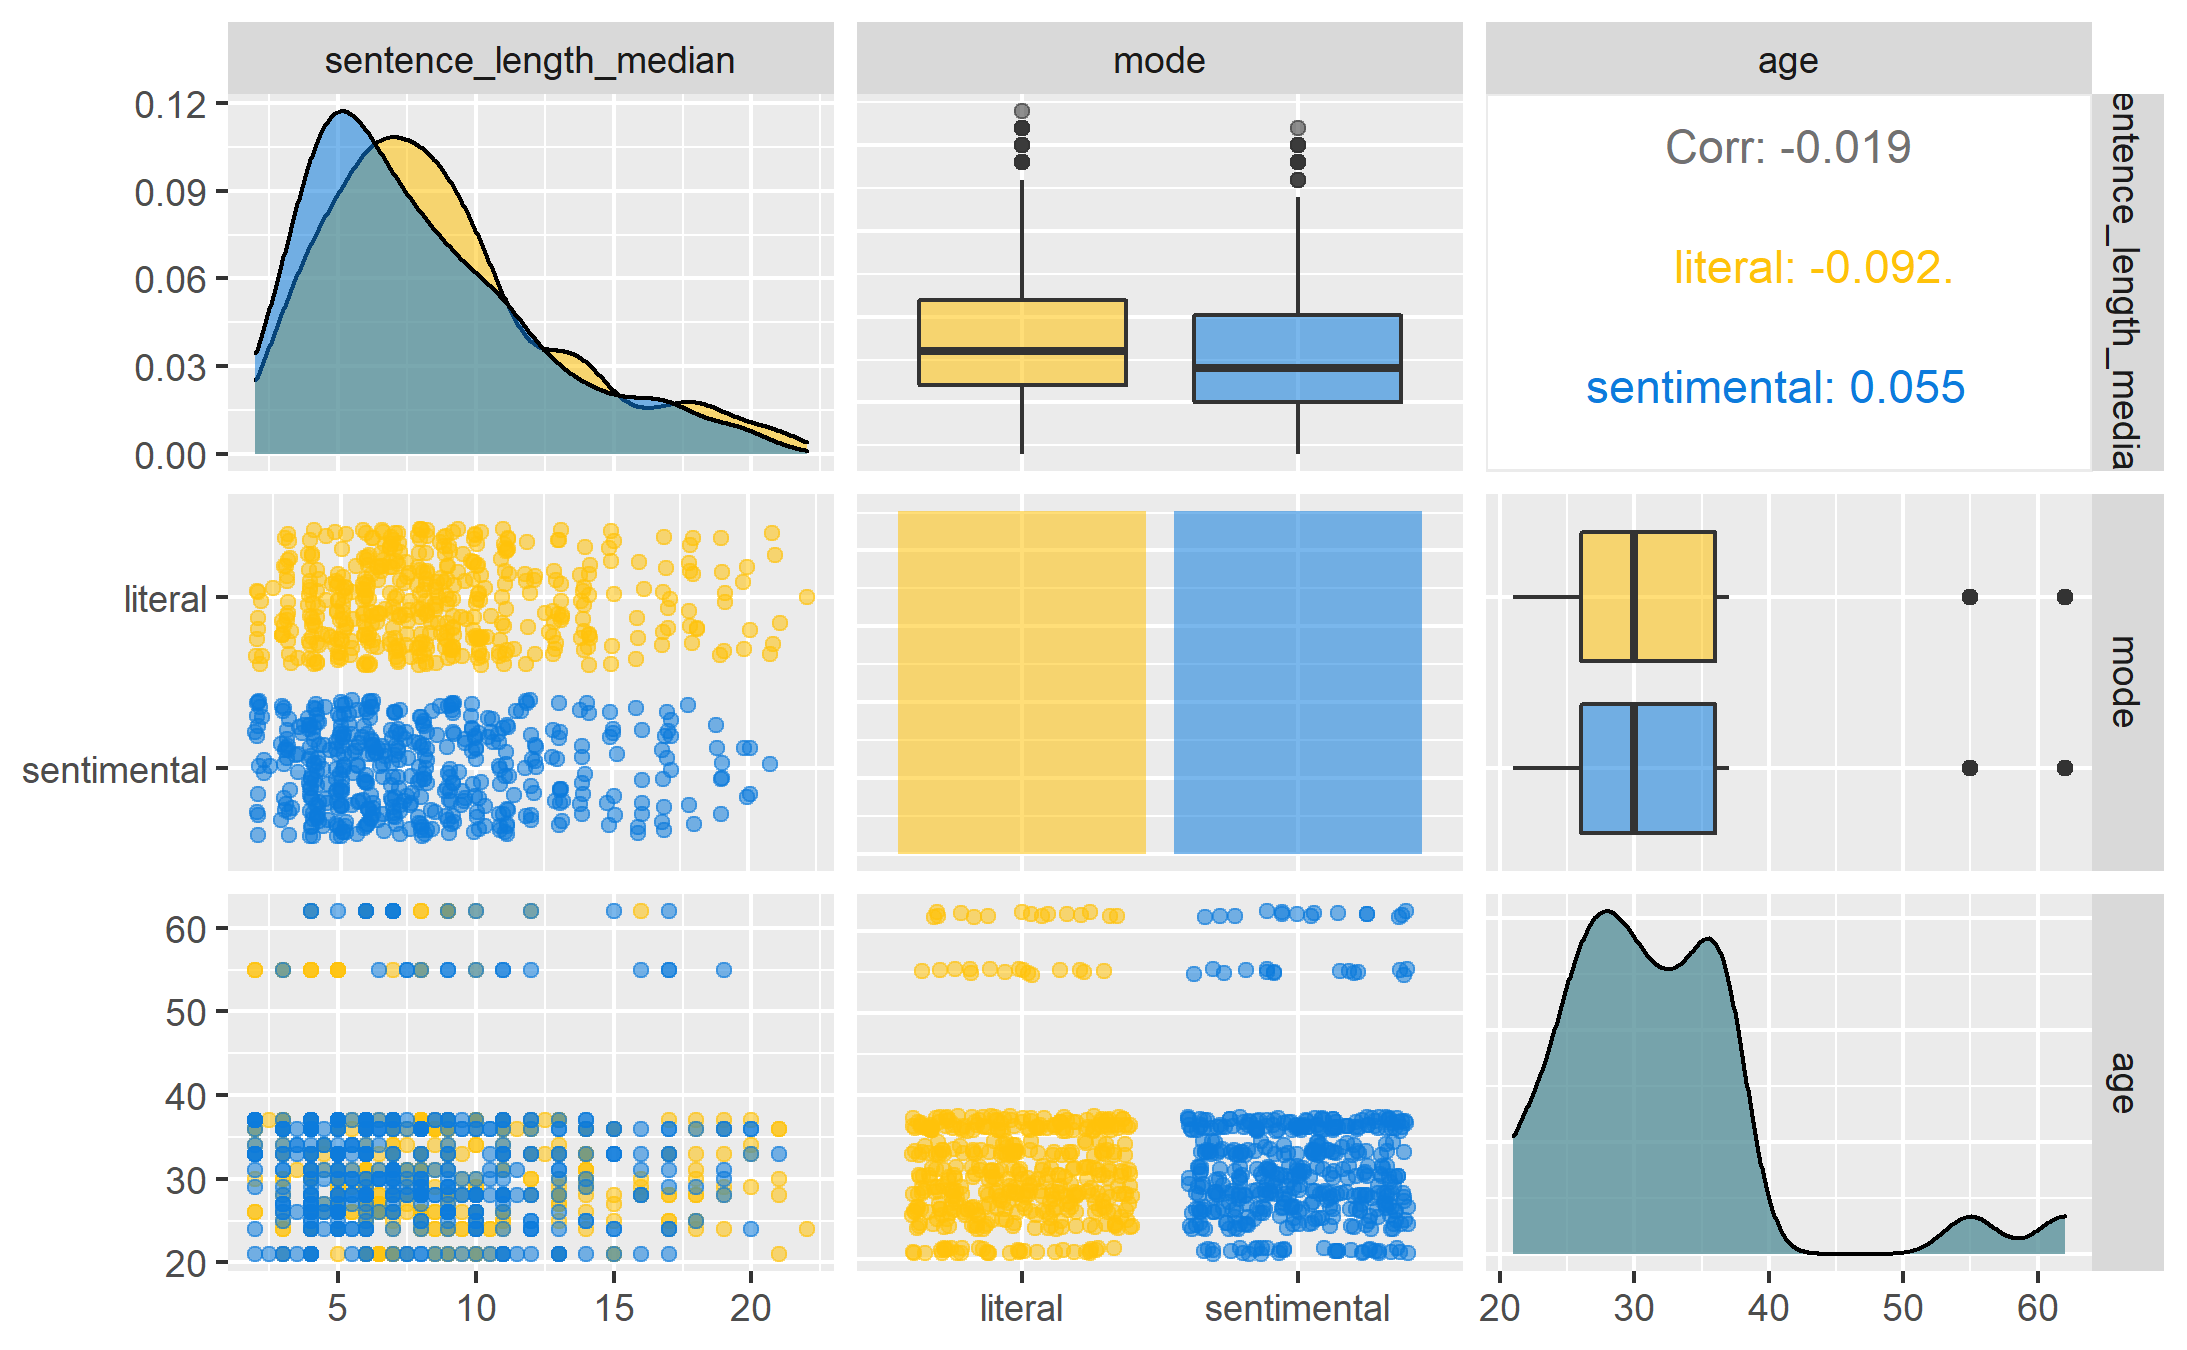 sentence_length_median mode age
0.12
0.09
0.06
0.03
0.00
Corr: -0.019
literal: -0.092.
sentimental: 0.055
entence_length_media
literal
sentimental
mode
60
50
40
30
20
age
5 10 15 20
literal sentimental
20 30 40 50 60